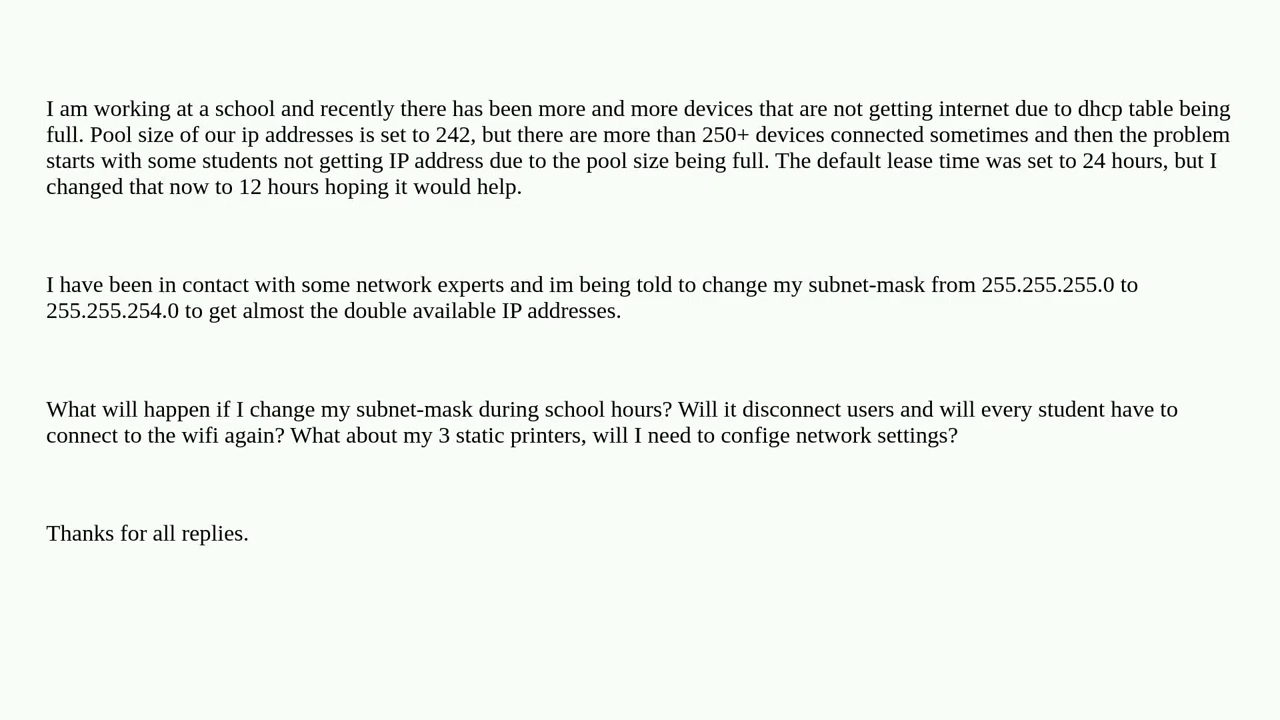 I am working at a school and recently there has been more and more devices that are not getting internet due to dhcp table being
full. Pool size of our ip addresses is set to 242, but there are more than 250+ devices connected sometimes and then the problem
starts with some students not getting IP address due to the pool size being full. The default lease time was set to 24 hours, but I
changed that now to 12 hours hoping it would help.
I have been in contact with some network experts and im being told to change my subnet-mask from 255.255.255.0 to
255.255.254.0 to get almost the double available IP addresses.
What will happen if I change my subnet-mask during school hours? Will it disconnect users and will every student have to
connect to the wifi again? What about my 3 static printers, will I need to confige network settings?
Thanks for all replies.